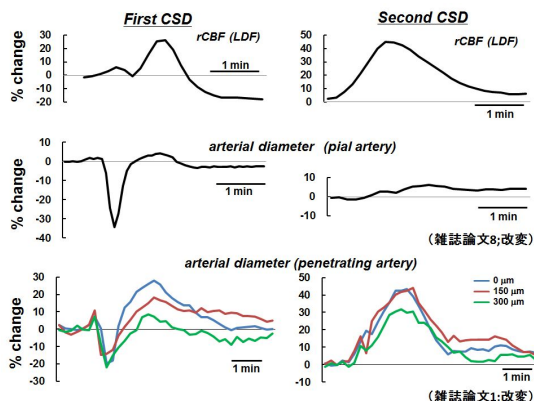 First CSD
Second CSD
rCBF (LDF)
rCBF (LDF)
% change
30
20
10
0
-10
-20
1 min
50
40
30
20
10
0
1 min
arterial diameter (pial artery)
% change
10
0
-10
-20
-30
-40
1 min
10
0
-10
1 min
（雑誌論文8;改変）
arterial diameter (penetrating artery)
% change
30
20
10
0
-10
-20
-30
1 min
50
40
30
20
10
0
-10
0 μm
150 μm
300 μm
1 min
（雑誌論文1;改変）